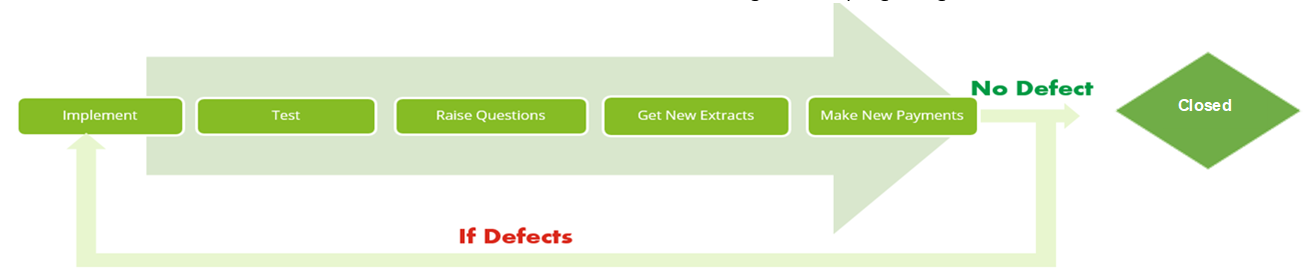 No Defect
Implement
Test
Raise Questions
Get New Extracts
Make New Payments
Closed
If Defects